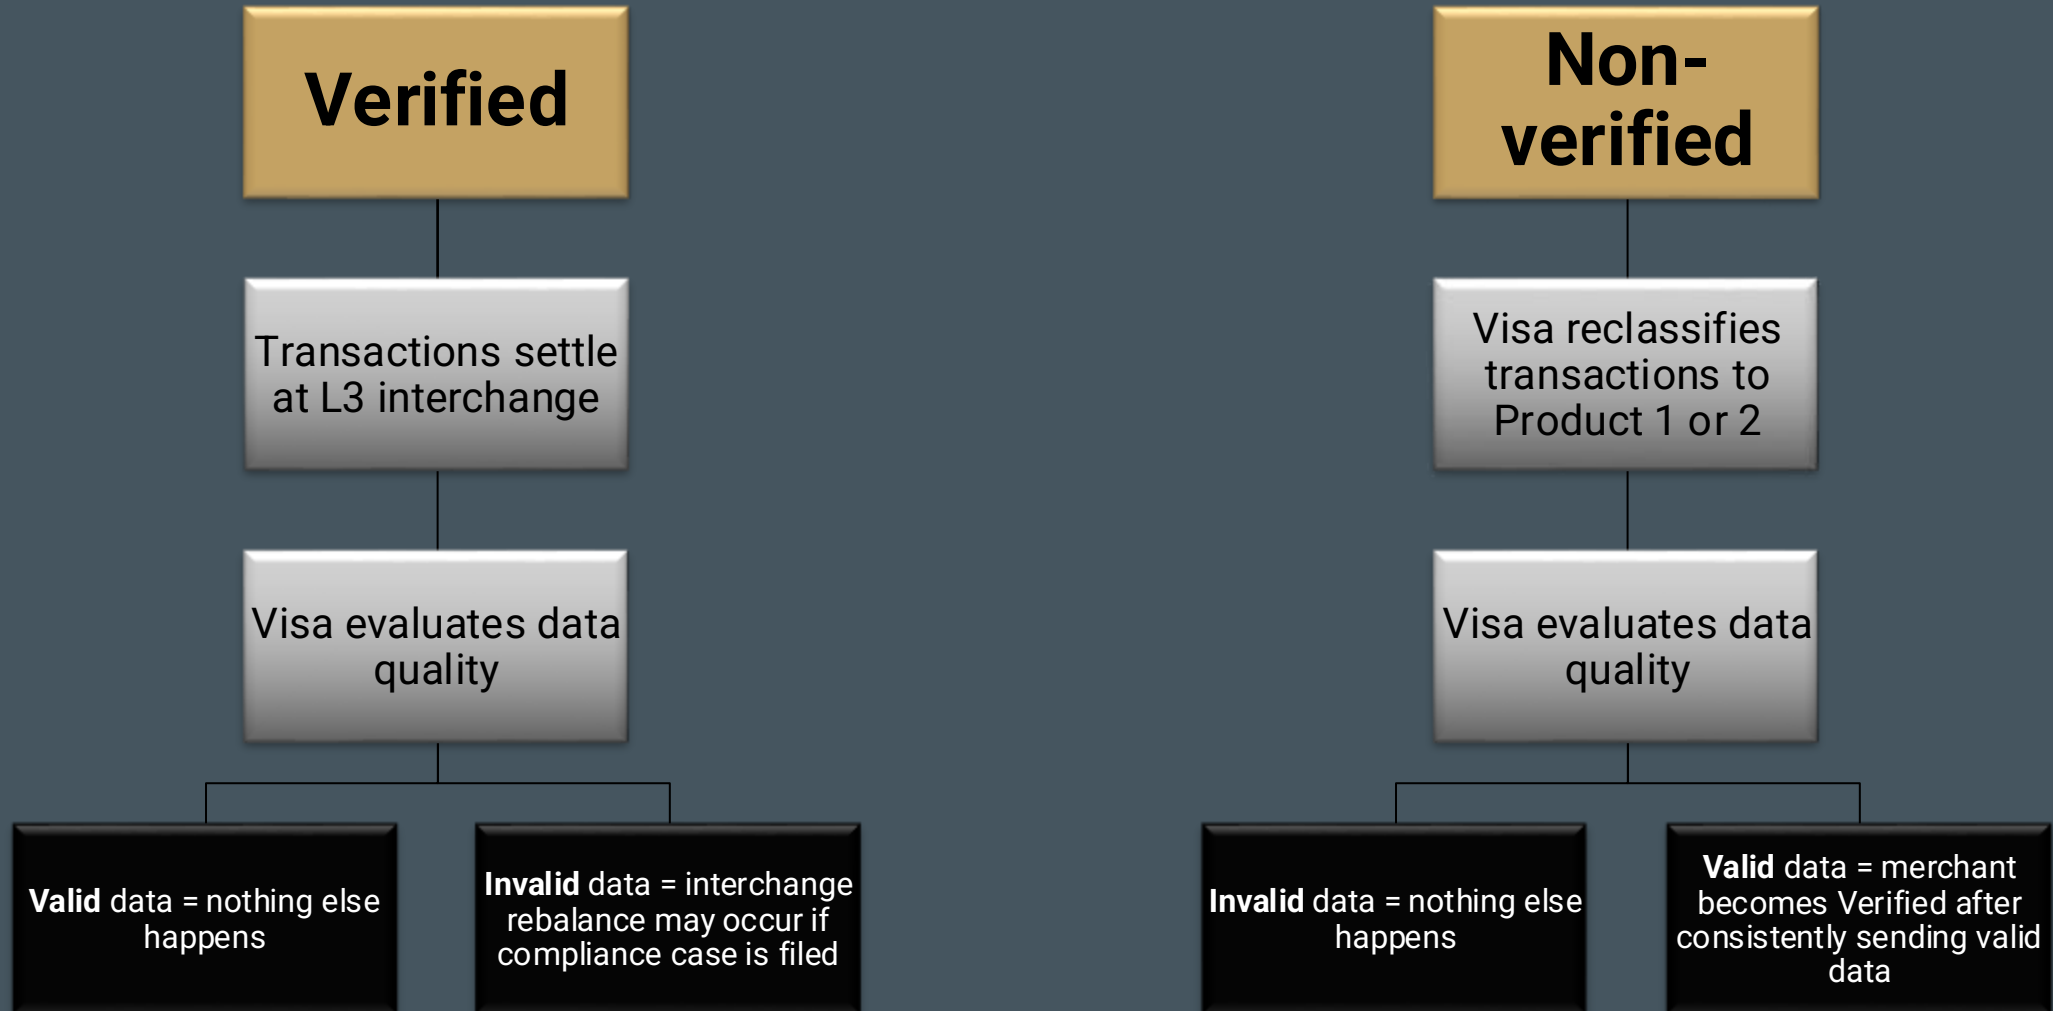 Verified
Transactions settle
at L3 interchange
Visa evaluates data
quality
Valid data = nothing else
happens
Invalid data = interchange
rebalance may occur if
compliance case is filed
Non-
verified
Visa reclassifies
transactions to
Product 1 or 2
Visa evaluates data
quality
Invalid data = nothing else
happens
Valid data = merchant
becomes Verified after
consistently sending valid
data